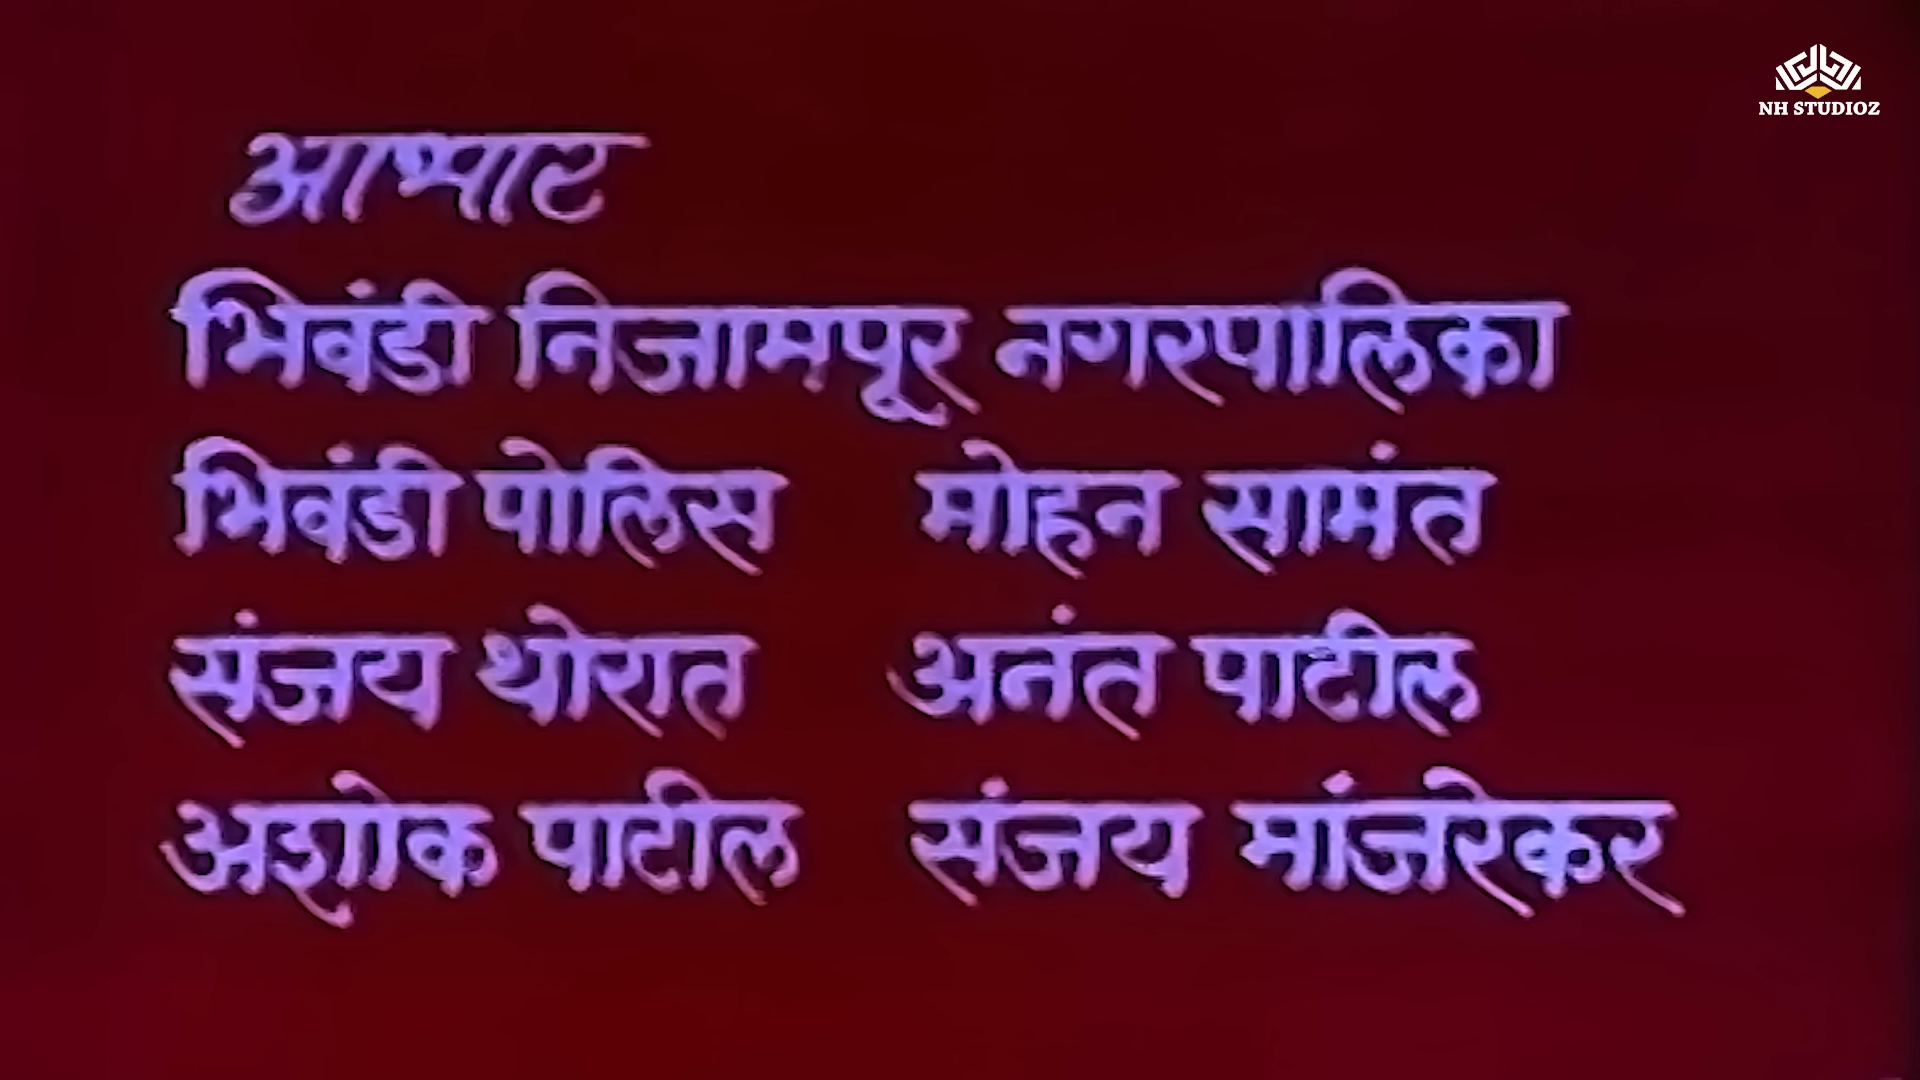 NH STUDIOZ
आभार
भिवंडी निजामपूर नगरपालिका
भिवंडी पोलिस मोहन सामंत
संजय थोरात अनंत पाटील
अशोक पाटील संजय मांजरेकर